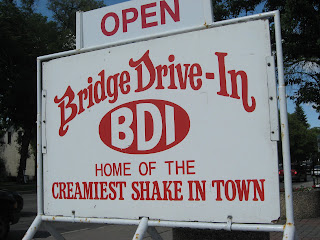 OPEN
Bridge Drive-In
BDI
HOME OF THE
CREAMIEST SHAKE IN TOWN